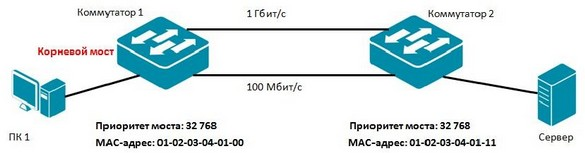 Коммутатор 1
1 Гбит/с
Коммутатор 2
Корневой мост
100 Мбит/с
ПК 1
Приоритет моста: 32 768
MAC-адрес: 01-02-03-04-01-00
Приоритет моста: 32 768
MAC-адрес: 01-02-03-04-01-11
Сервер